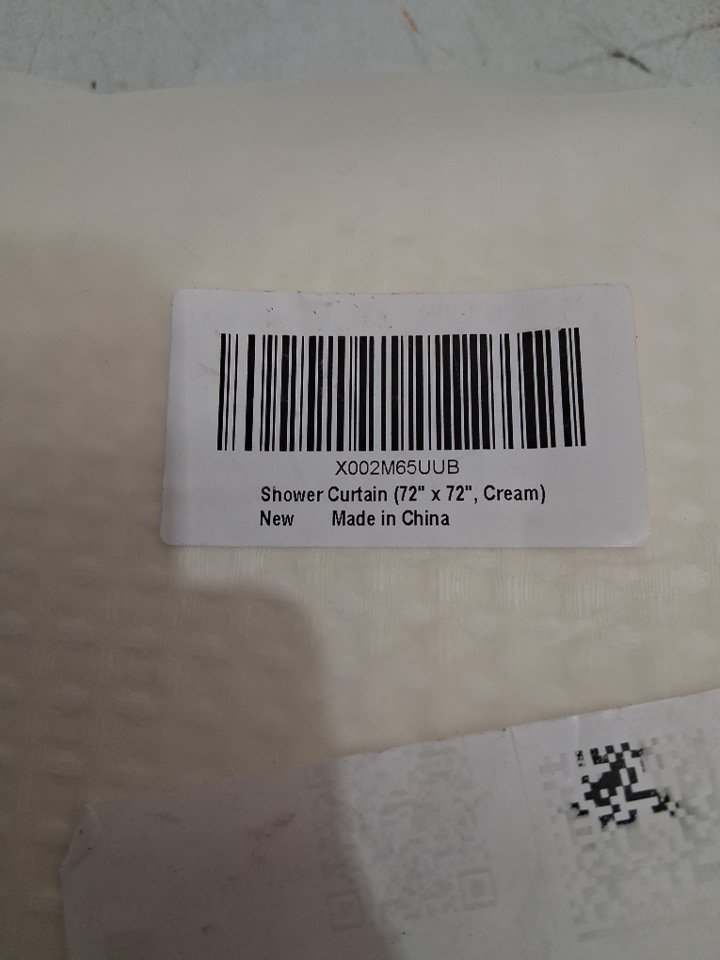 X002M65UUB
Shower Curtain (72" x 72", Cream)
New Made in China